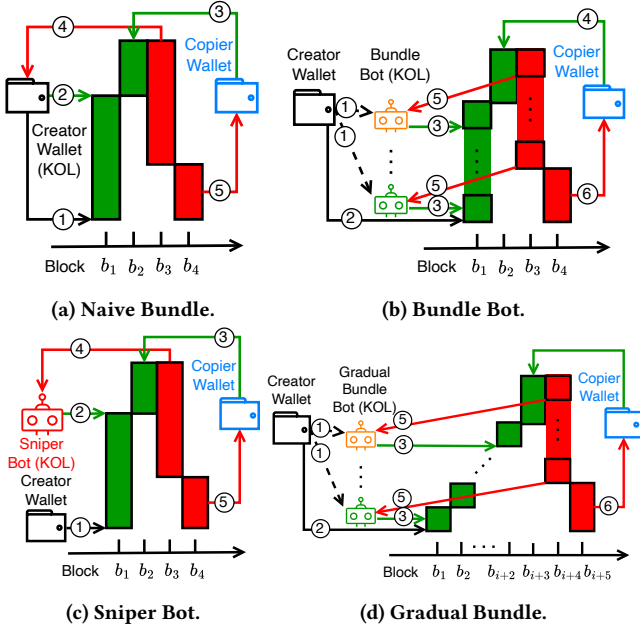 4
3
Copier
Wallet
2
Creator
Wallet
(KOL)
1
5
Block
b1
b2
b3
b4
(a) Naive Bundle.
Creator
Wallet
Bundle
Bot (KOL)
4
Copier
Wallet
1
5
3
1
5
3
2
6
Block
b1
b2
b3
b4
(b) Bundle Bot.
4
3
Copier
Wallet
2
Sniper
Bot (KOL)
Creator
Wallet
1
5
Block
b1
b2
b3
b4
(c) Sniper Bot.
Creator
Wallet
Gradual
Bundle
Bot (KOL)
Copier
Wallet
1
5
3
1
5
3
2
6
Block
b1
b2
...
bi+2
bi+3
bi+4
bi+5
(d) Gradual Bundle.